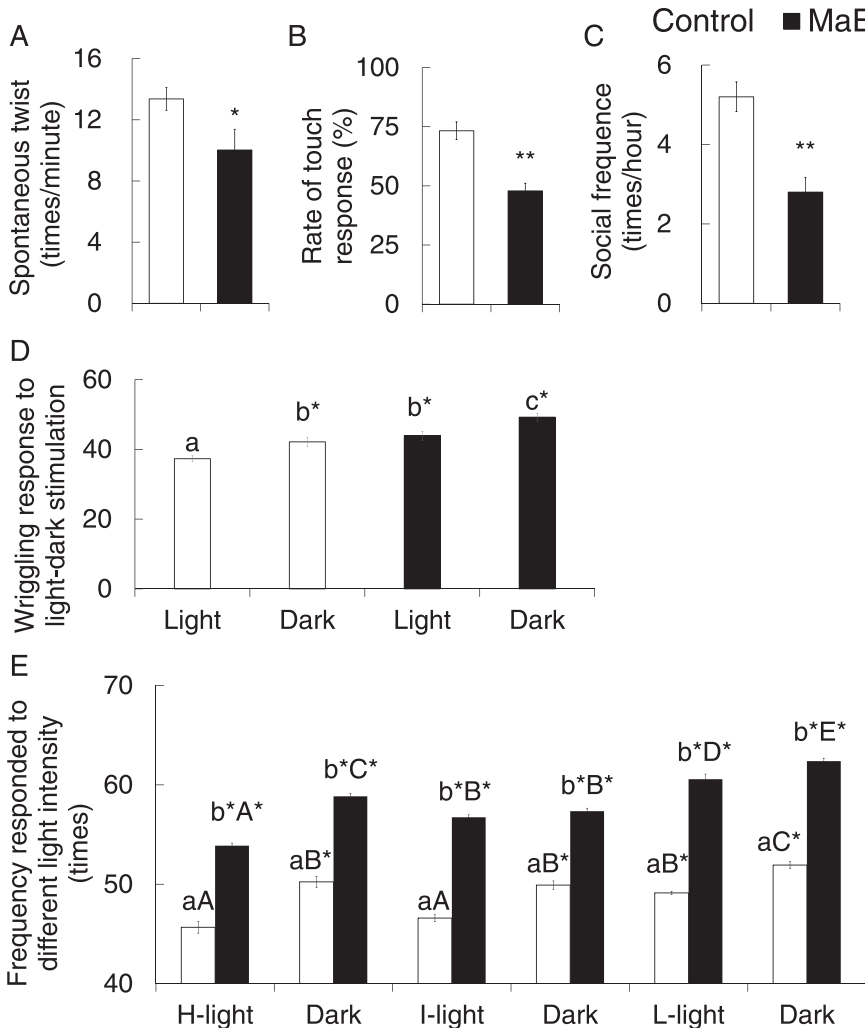 Control ■ MaE
A
Spontaneous twist
(times/minute)
16
12
8
4
0
*
B
Rate of touch
response (%)
100
75
50
25
0
**
C
Social frequence
(times/hour)
6
4
2
0
**
D
Wriggling response to
light-dark stimulation
60
40
20
0
a
b*
b*
c*
Light Dark Light Dark
E
Frequency responded to
different light intensity
(times)
70
60
50
40
aA
b*A*
aB*
b*C*
aA
b*B*
aB*
b*B*
aB*
b*D*
aC*
b*E*
H-light Dark I-light Dark L-light Dark